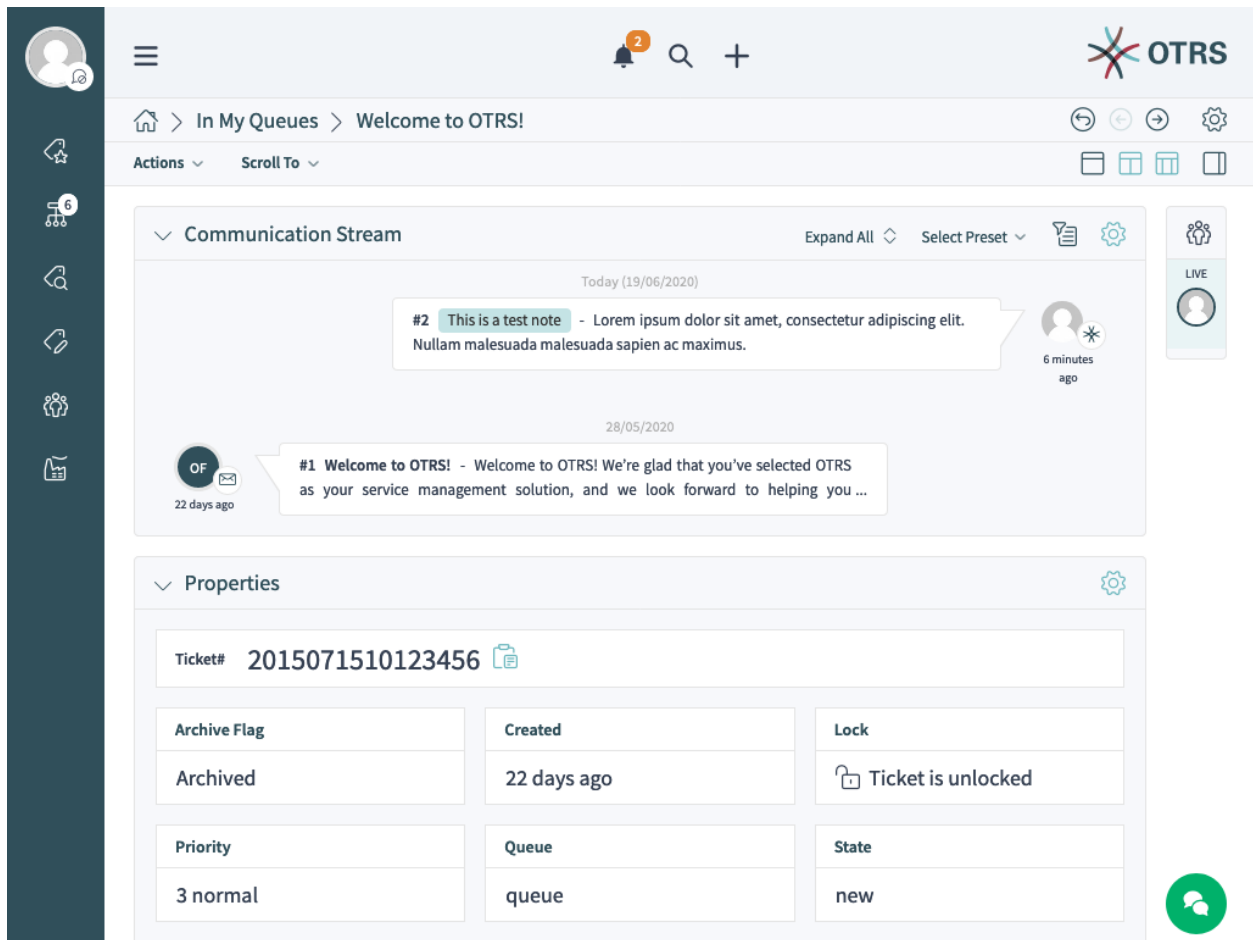 2
OTRS
In My Queues
Welcome to OTRS!
Actions
Scroll To
6
Communication Stream
Expand All
Select Preset
LIVE
Today (19/06/2020)
#2 This is a test note - Lorem ipsum dolor sit amet, consectetur adipiscing elit.
Nullam malesuada malesuada sapien ac maximus.
6 minutes
ago
28/05/2020
OF
22 days ago
#1 Welcome to OTRS! - Welcome to OTRS! We're glad that you've selected OTRS
as your service management solution, and we look forward to helping you ...
Properties
Ticket# 2015071510123456
Archive Flag
Archived
Created
22 days ago
Lock
Ticket is unlocked
Priority
3 normal
Queue
queue
State
new